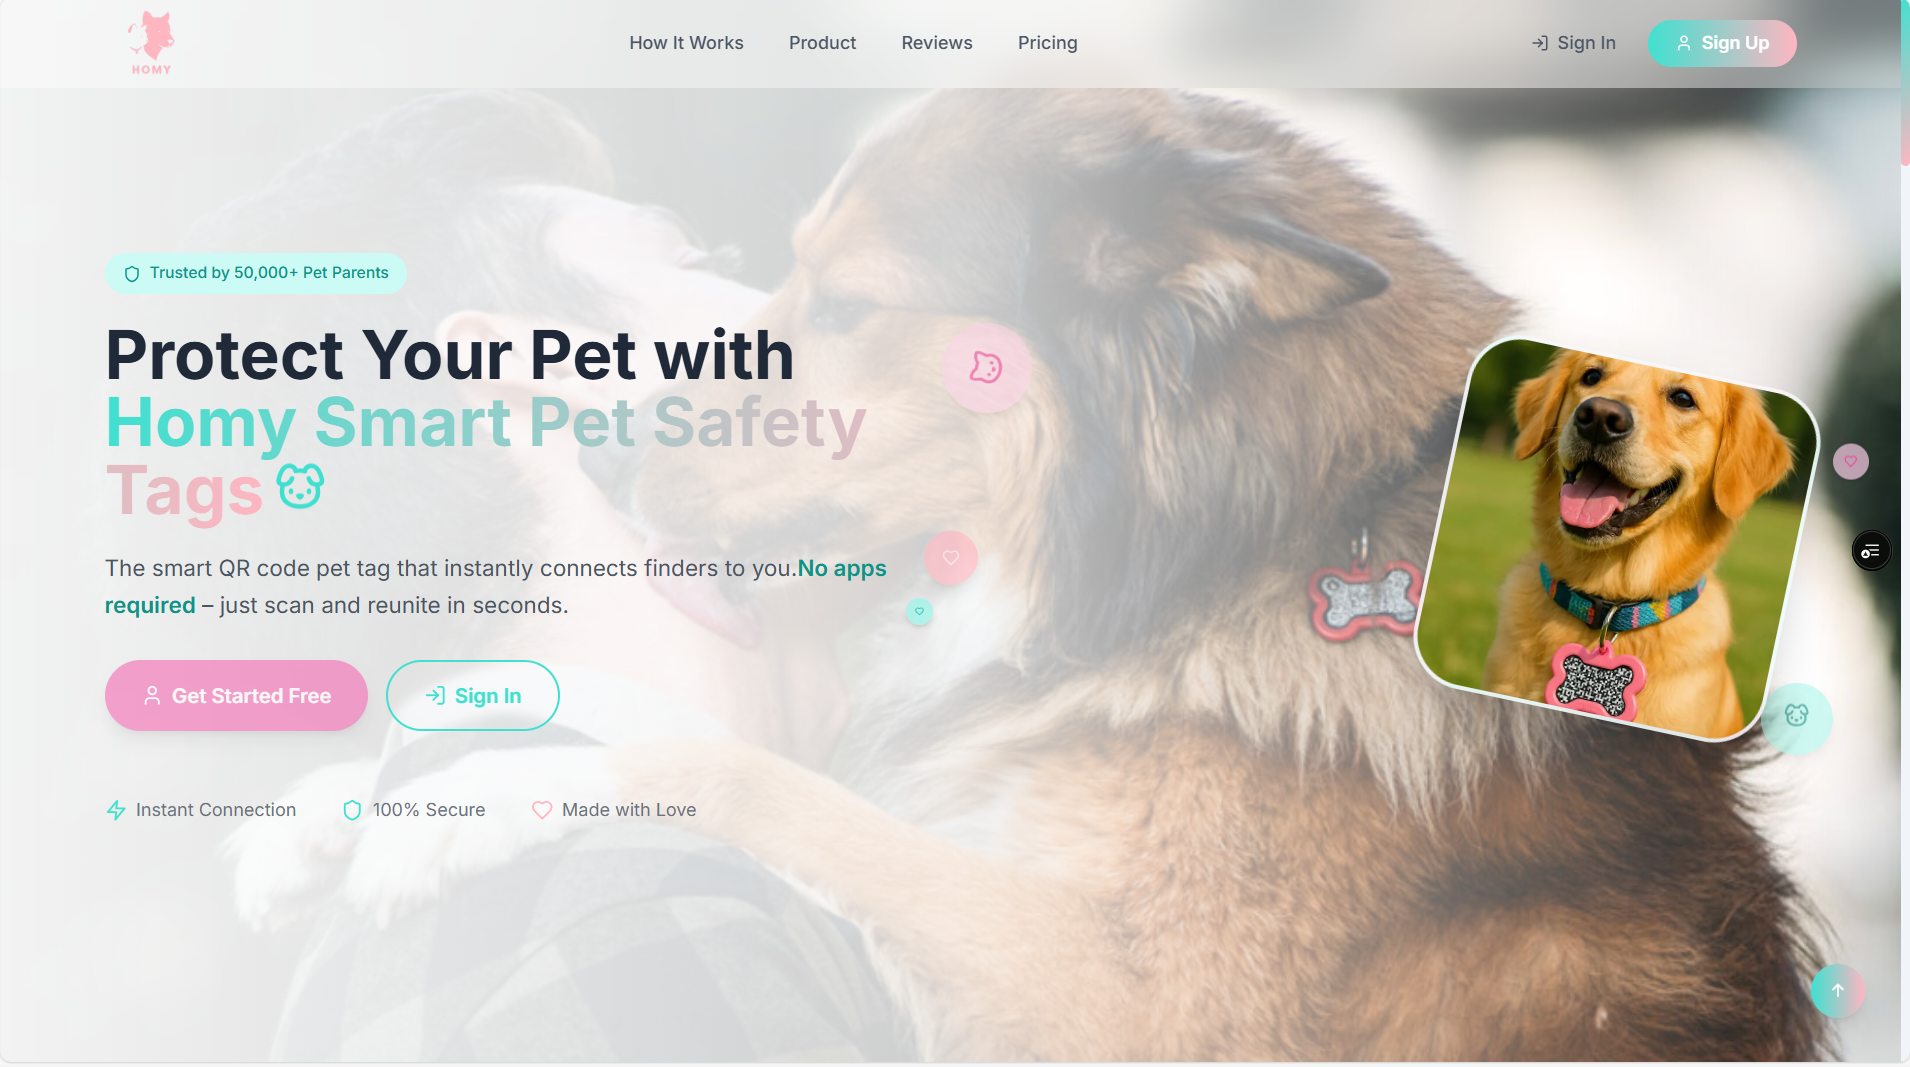 HOMY
How It Works
Product
Reviews
Pricing
Sign In
Sign Up
Trusted by 50,000+ Pet Parents
Protect Your Pet with
Homy Smart Pet Safety
Tags
The smart QR code pet tag that instantly connects finders to you.No apps
required – just scan and reunite in seconds.
Get Started Free
Sign In
Instant Connection
100% Secure
Made with Love